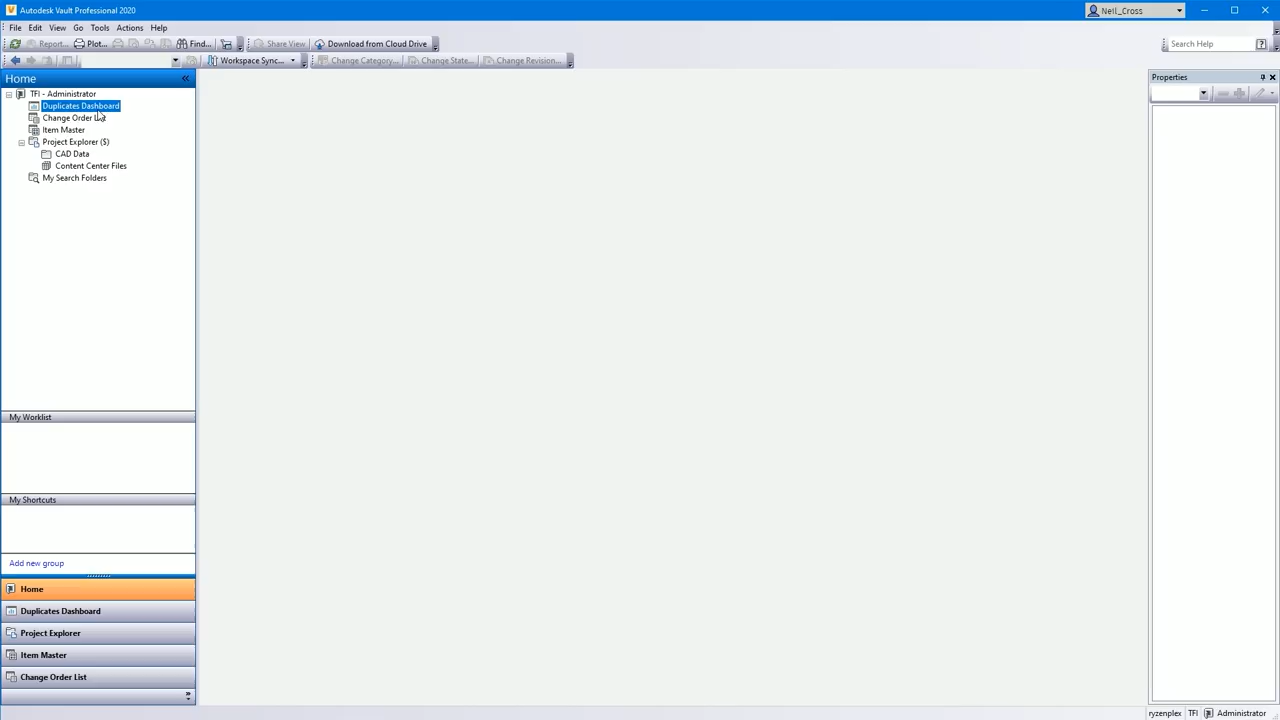 Autodesk Vault Professional 2020
Neil_Cross
File Edit View Go Tools Actions Help
Report... Plot... Find... Share View Download from Cloud Drive Search Help
Workspace Sync... Change Category... Change State... Change Revision...
Home
TFI - Administrator
Duplicates Dashboard
Change Order List
Item Master
Project Explorer ($)
CAD Data
Content Center Files
My Search Folders
My Worklist
My Shortcuts
Add new group
Home
Duplicates Dashboard
Project Explorer
Item Master
Change Order List
Properties
ryzenplex TFI Administrator